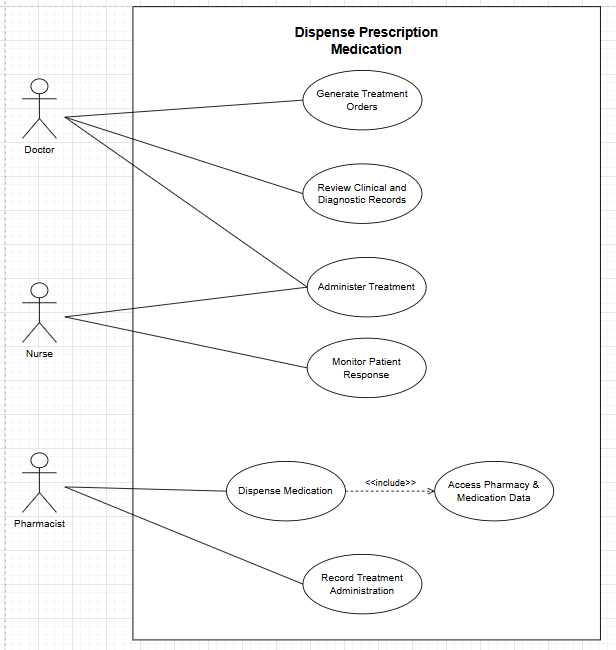 Dispense Prescription
Medication
Generate Treatment
Orders
Doctor
Review Clinical and
Diagnostic Records
Administer Treatment
Nurse
Monitor Patient
Response
Pharmacist
Dispense Medication
<<include>>
Access Pharmacy &
Medication Data
Record Treatment
Administration